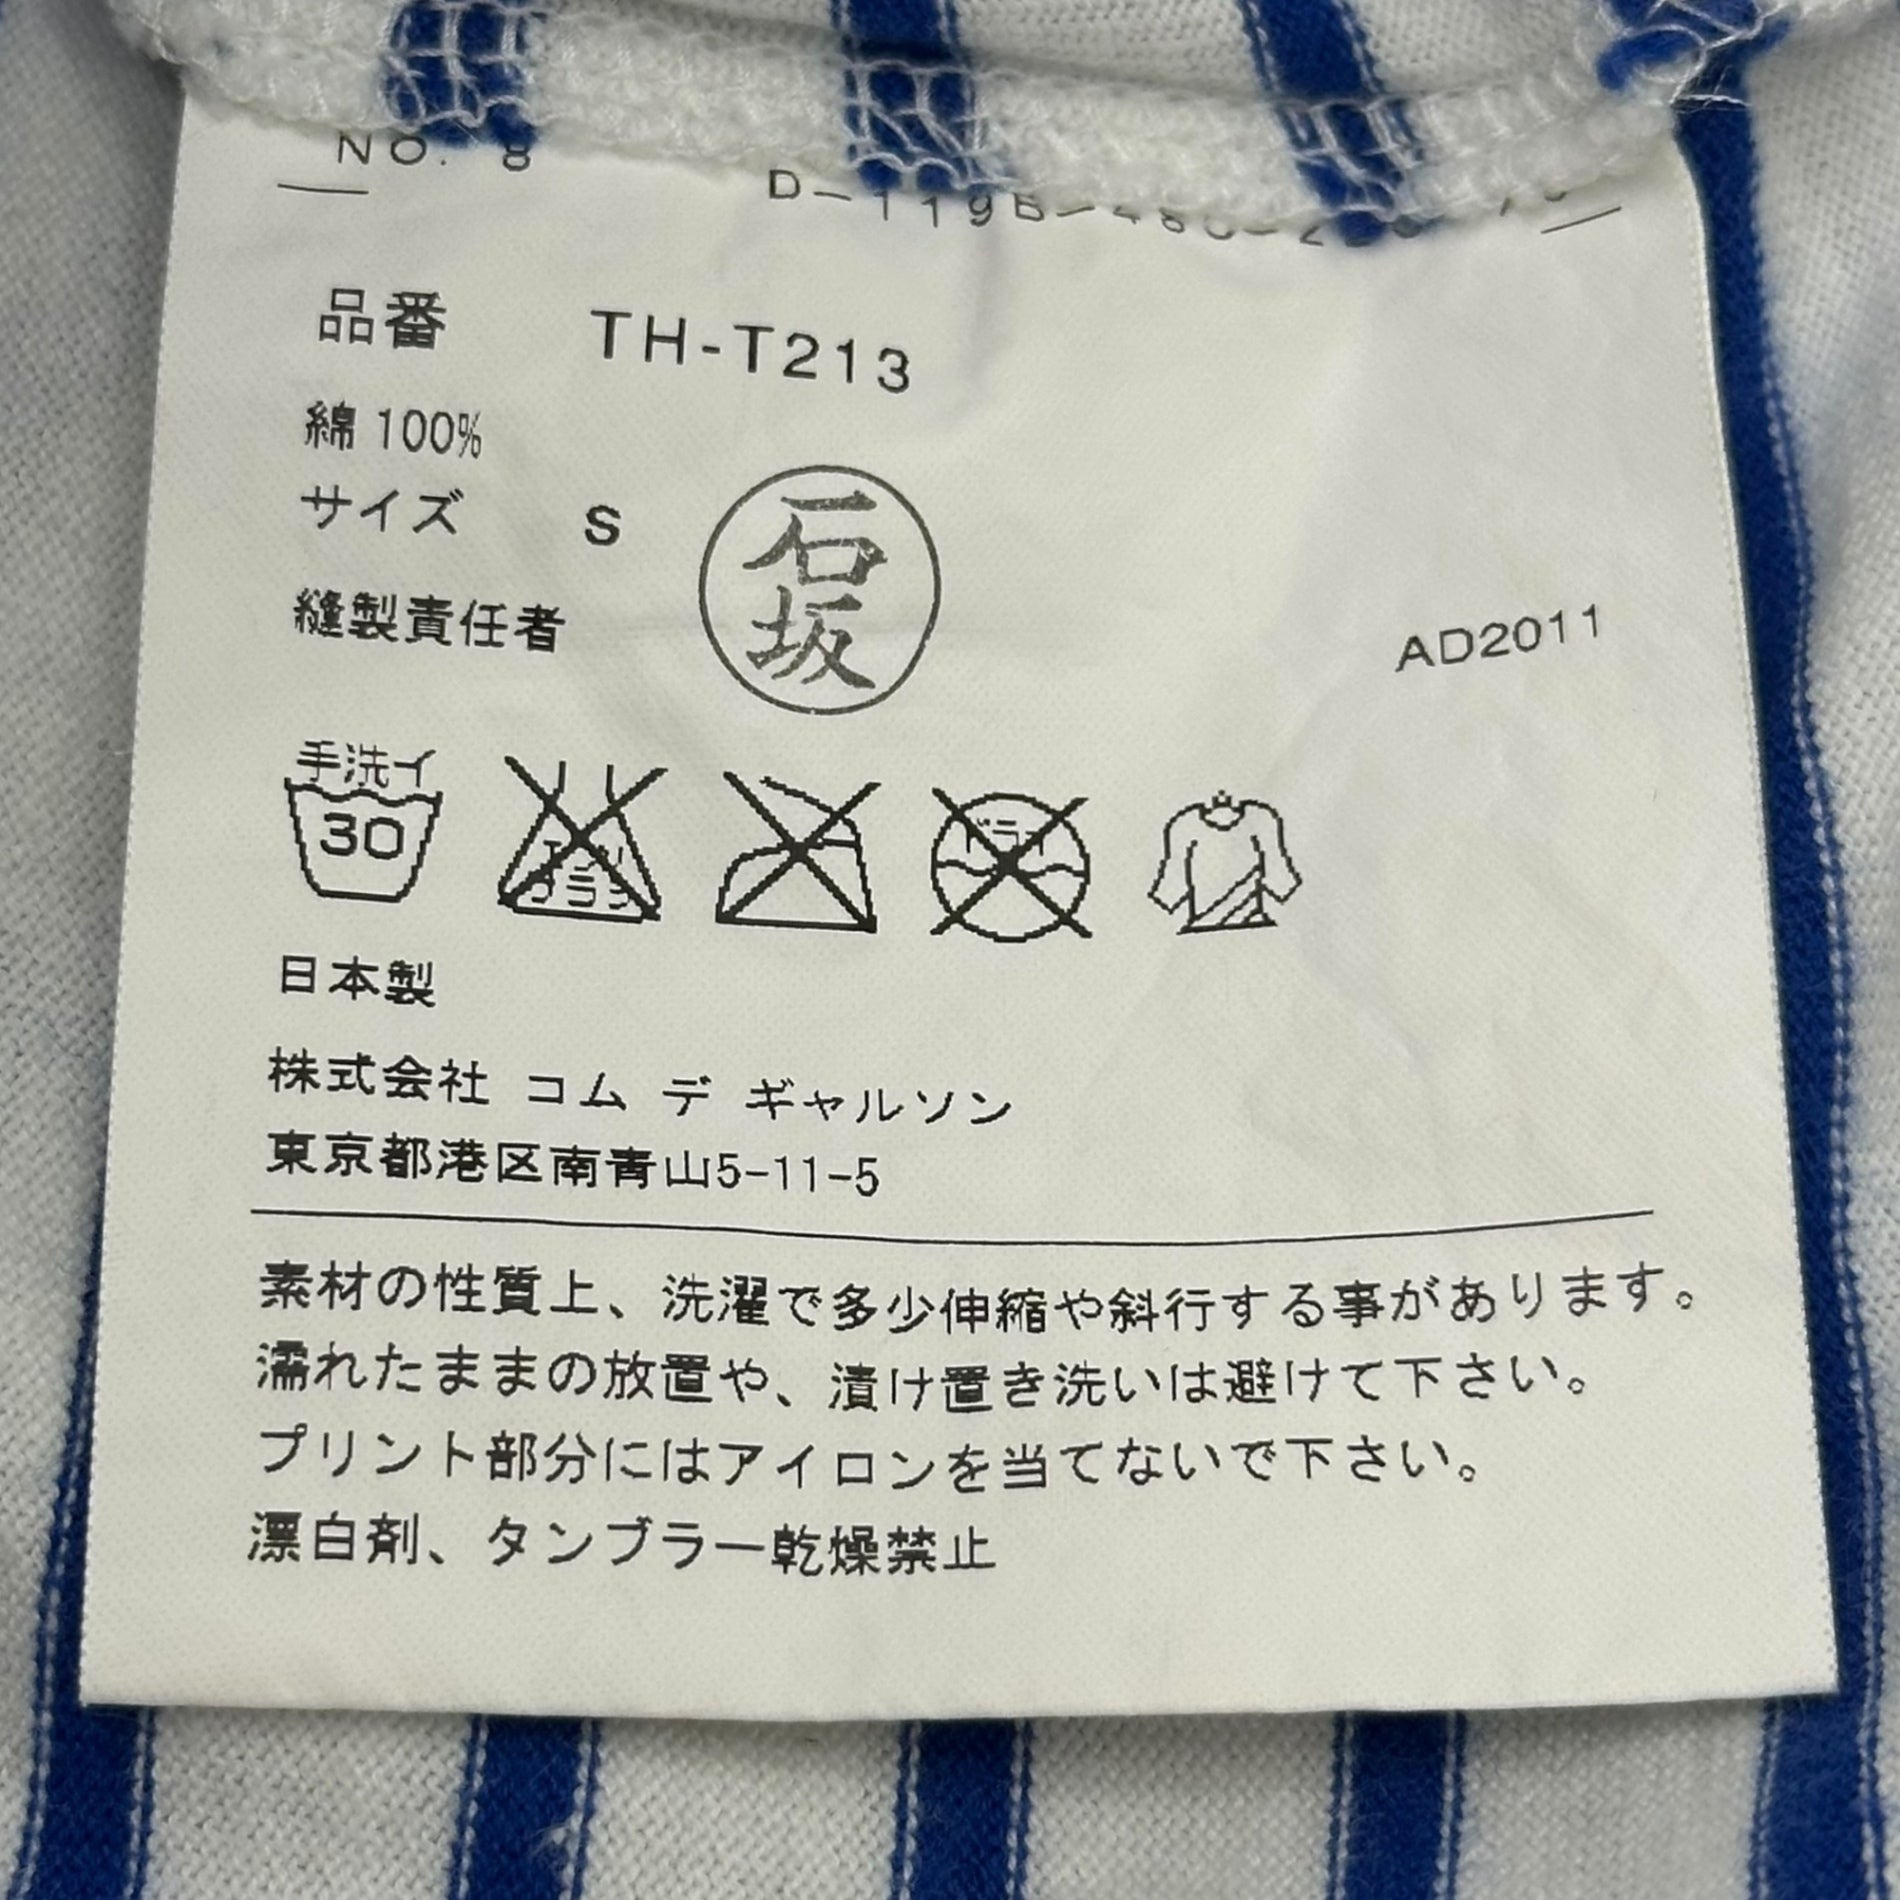 NO. 8
品番 TH-T213
綿 100%
サイズ S
縫製責任者 石坂
AD2011
手洗イ
30
日本製
株式会社 コム デ ギャルソン
東京都港区南青山5-11-5
素材の性質上、洗濯で多少伸縮や斜行する事があります。
濡れたままの放置や、漬け置き洗いは避けて下さい。
プリント部分にはアイロンを当てないで下さい。
漂白剤、タンブラー乾燥禁止